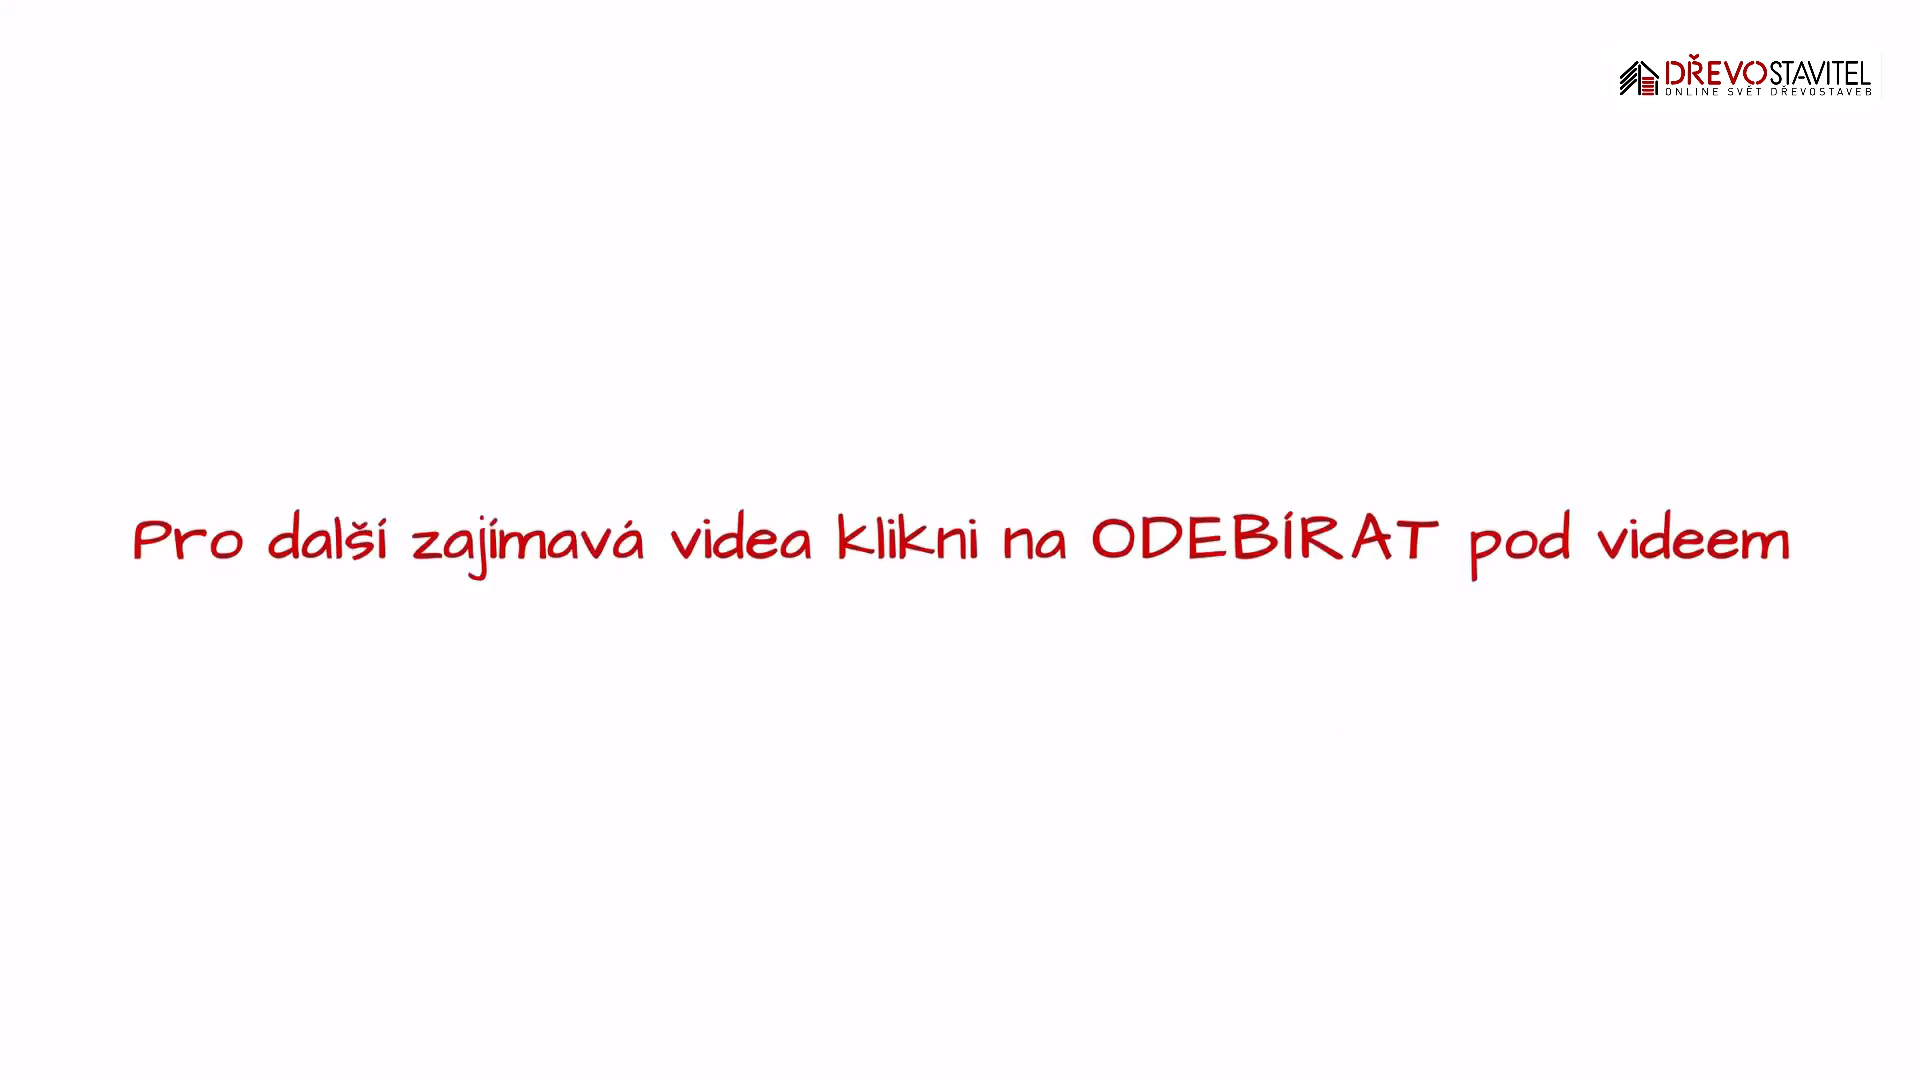 DŘEVOSTAVITEL
ONLINE SVĚT DŘEVOSTAVEB
Pro další zajímavá videa klikni na ODEBÍRAT pod videem